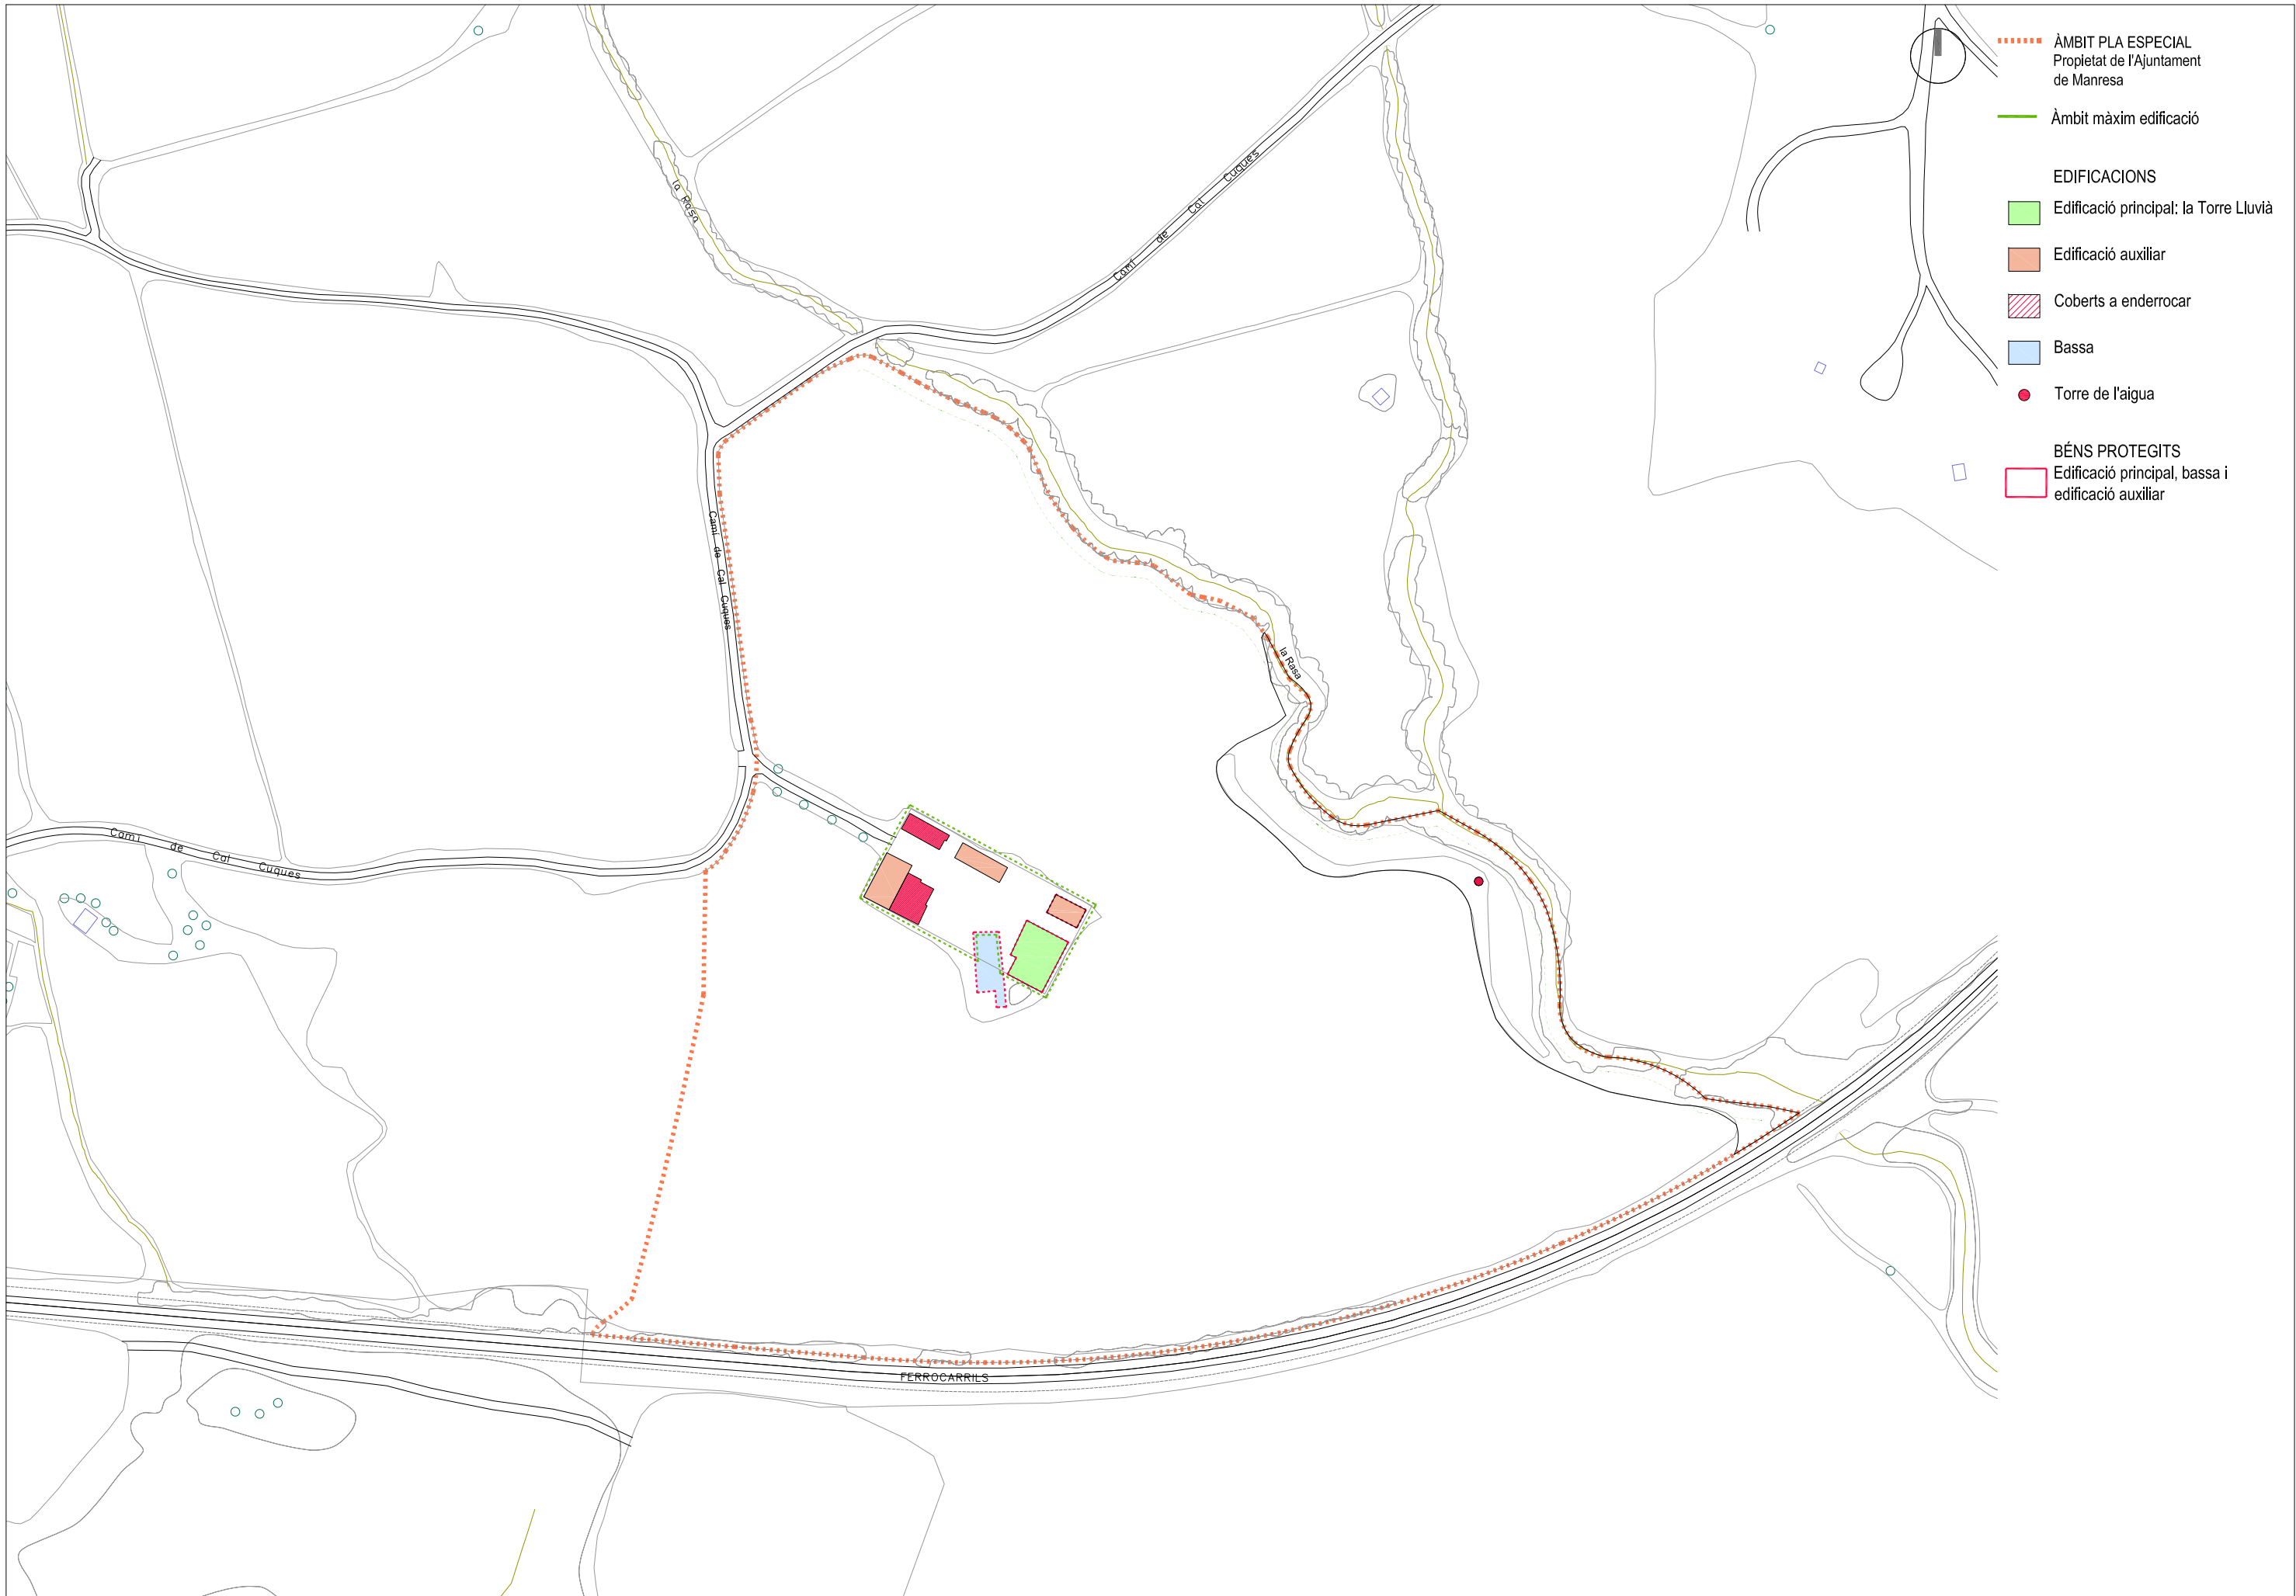 ÀMBIT PLA ESPECIAL
Propietat de l'Ajuntament
de Manresa
Àmbit màxim edificació
EDIFICACIONS
Edificació principal: la Torre Lluvià
Edificació auxiliar
Coberts a enderrocar
Bassa
Torre de l'aigua
BÉNS PROTEGITS
Edificació principal, bassa i
edificació auxiliar
la Rasa
Camí de Cal Cuques
Camí de Cal Cuques
la Rasa
Camí de Cal Cuques
FERROCARRILS